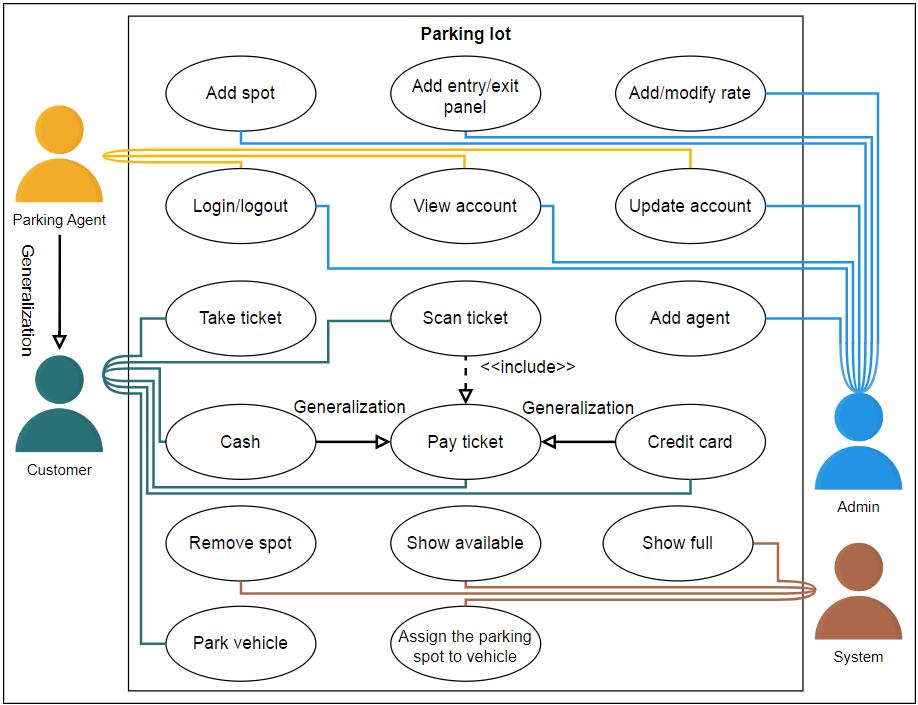 Parking lot
Add spot
Add entry/exit
panel
Add/modify rate
Parking Agent
Login/logout
View account
Update account
Generalization
Take ticket
Scan ticket
Add agent
<<include>>
Generalization
Generalization
Customer
Cash
Pay ticket
Credit card
Admin
Remove spot
Show available
Show full
Park vehicle
Assign the parking
spot to vehicle
System